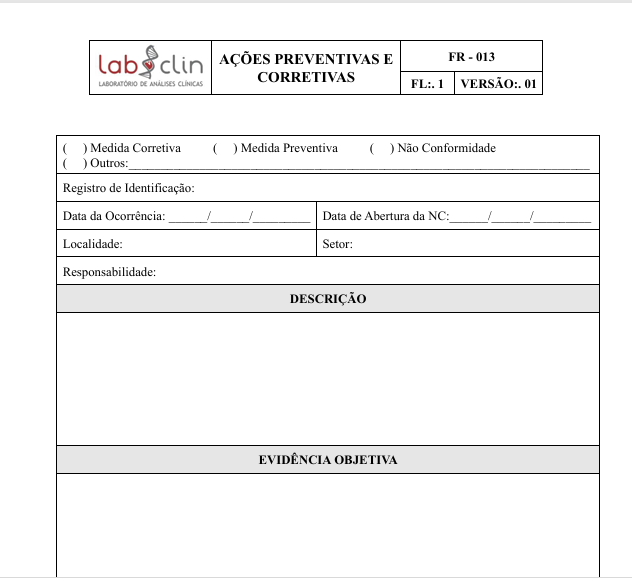 lab clin
LABORATÓRIO DE ANÁLISES CLÍNICAS
AÇÕES PREVENTIVAS E
CORRETIVAS
FR - 013
FL:. 1
VERSÃO:. 01
( ) Medida Corretiva ( ) Medida Preventiva ( ) Não Conformidade
( ) Outros:
Registro de Identificação:
Data da Ocorrência: ______/______/_________
Data de Abertura da NC:______/______/_________
Localidade:
Setor:
Responsabilidade:
DESCRIÇÃO
EVIDÊNCIA OBJETIVA